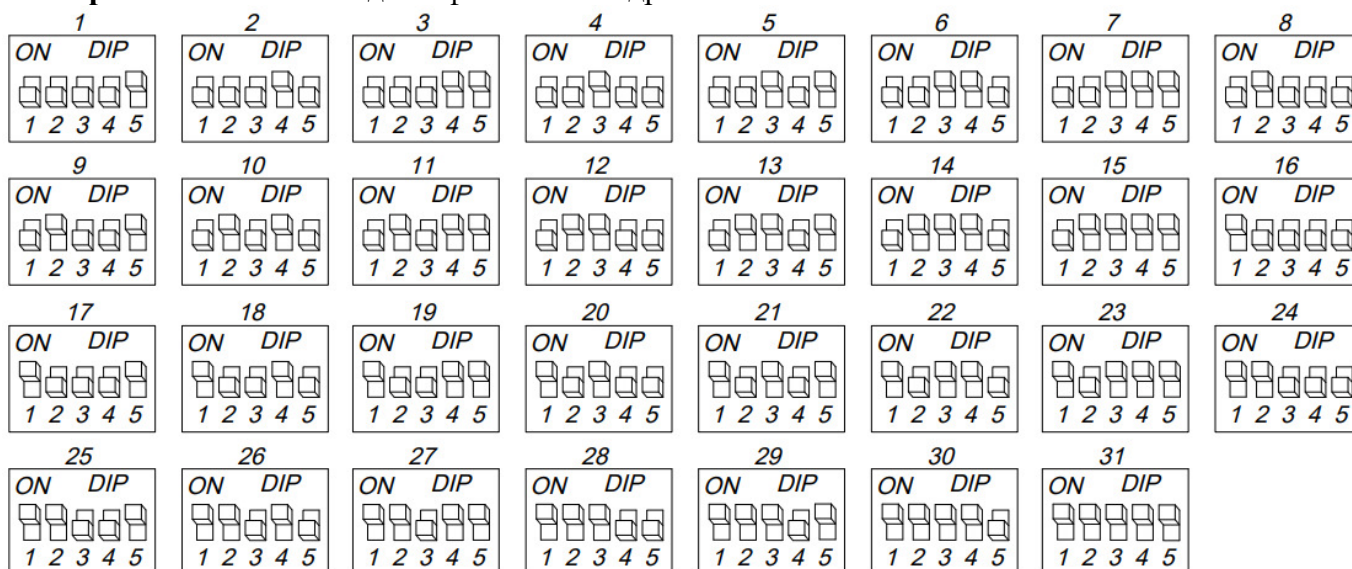 1 2 3 4 5 6 7 8
ON DIP ON DIP ON DIP ON DIP ON DIP ON DIP ON DIP ON DIP
1 2 3 4 5 1 2 3 4 5 1 2 3 4 5 1 2 3 4 5 1 2 3 4 5 1 2 3 4 5 1 2 3 4 5 1 2 3 4 5
9 10 11 12 13 14 15 16
ON DIP ON DIP ON DIP ON DIP ON DIP ON DIP ON DIP ON DIP
1 2 3 4 5 1 2 3 4 5 1 2 3 4 5 1 2 3 4 5 1 2 3 4 5 1 2 3 4 5 1 2 3 4 5 1 2 3 4 5
17 18 19 20 21 22 23 24
ON DIP ON DIP ON DIP ON DIP ON DIP ON DIP ON DIP ON DIP
1 2 3 4 5 1 2 3 4 5 1 2 3 4 5 1 2 3 4 5 1 2 3 4 5 1 2 3 4 5 1 2 3 4 5 1 2 3 4 5
25 26 27 28 29 30 31
ON DIP ON DIP ON DIP ON DIP ON DIP ON DIP ON DIP
1 2 3 4 5 1 2 3 4 5 1 2 3 4 5 1 2 3 4 5 1 2 3 4 5 1 2 3 4 5 1 2 3 4 5